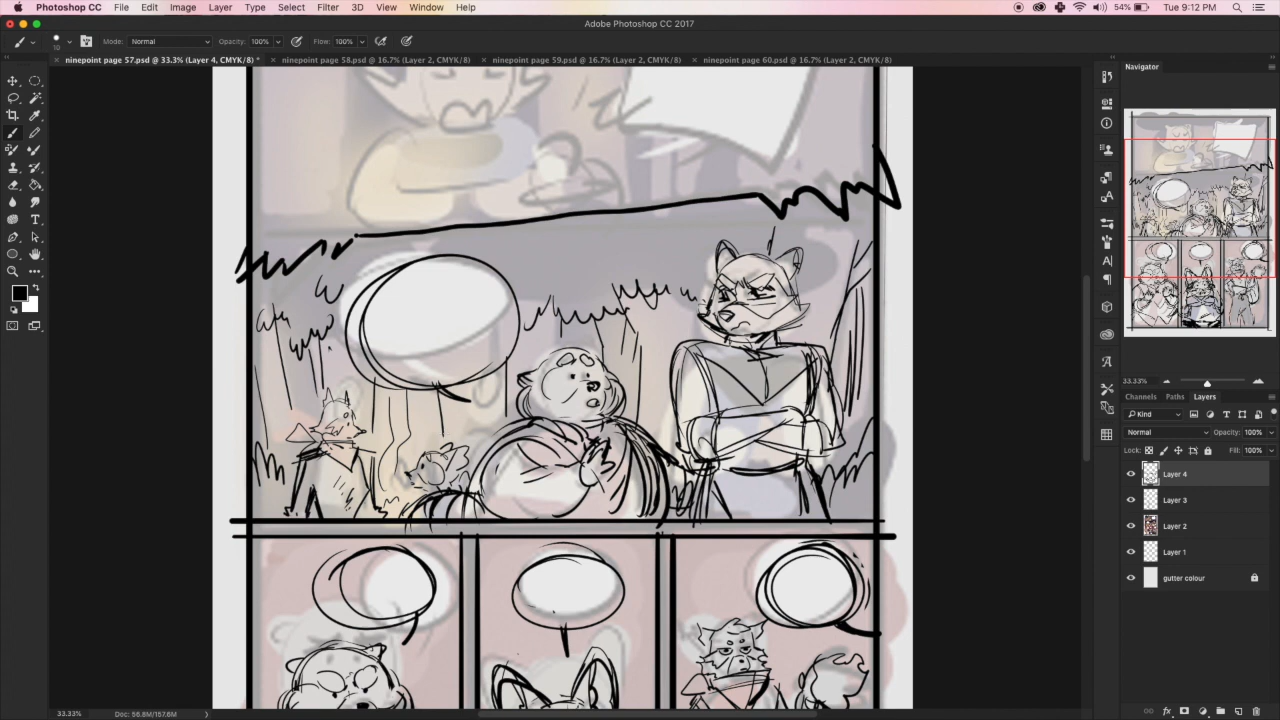 Photoshop CC File Edit Image Layer Type Select Filter 3D View Window Help 54% Tue 9:12 PM
Adobe Photoshop CC 2017
10 Mode: Normal Opacity: 100% Flow: 100%
ninepoint page 57.psd @ 33.3% (Layer 4, CMYK/8) * ninepoint page 58.psd @ 16.7% (Layer 2, CMYK/8) ninepoint page 59.psd @ 16.7% (Layer 2, CMYK/8) ninepoint page 60.psd @ 16.7% (Layer 2, CMYK/8)
Navigator
33.33%
Channels Paths Layers
Kind
Normal Opacity: 100%
Lock: Fill: 100%
Layer 4
Layer 3
Layer 2
Layer 1
gutter colour
33.33% Doc: 56.8M/157.6M